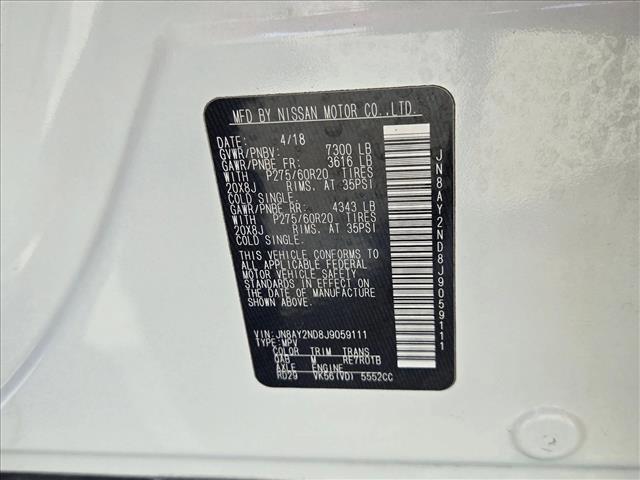 MFD BY NISSAN MOTOR CO.,LTD.
DATE: 4/18
GVWR/PNBV: 7300 LB
GAWR/PNBE FR: 3616 LB
WITH P275/60R20 TIRES
20X8J RIMS. AT 35PSI
COLD SINGLE.
GAWR/PNBE RR: 4343 LB
WITH P275/60R20 TIRES
20X8J RIMS. AT 35PSI
COLD SINGLE.
THIS VEHICLE CONFORMS TO
ALL APPLICABLE FEDERAL
MOTOR VEHICLE SAFETY
STANDARDS IN EFFECT ON
THE DATE OF MANUFACTURE
SHOWN ABOVE.
VIN:JN8AY2ND8J9059111
TYPE:MPV
COLOR TRIM TRANS
QAB M RE7R01B
AXLE ENGINE
RD29 VK56(VD) 5552CC
JN8AY2ND8J9059111